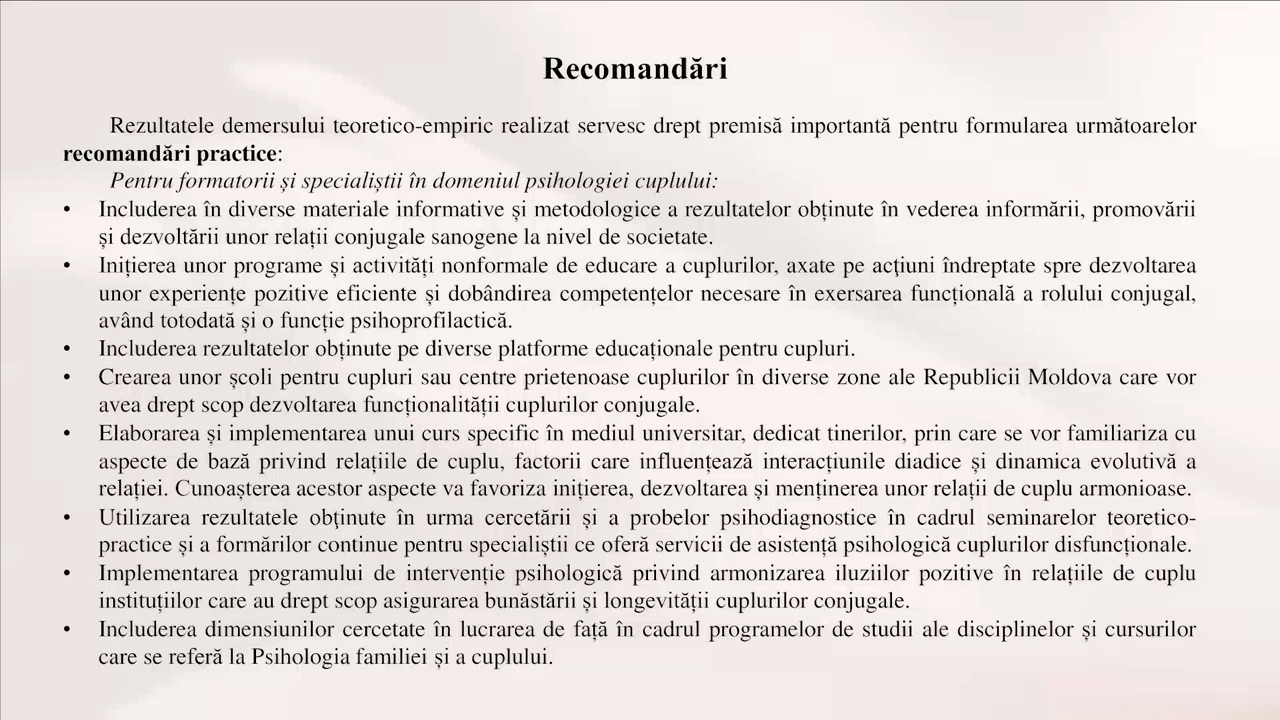 Recomandări
Rezultatele demersului teoretico-empiric realizat servesc drept premisă importantă pentru formularea următoarelor
recomandări practice:
Pentru formatorii și specialiștii în domeniul psihologiei cuplului:
• Includerea în diverse materiale informative și metodologice a rezultatelor obținute în vederea informării, promovării
și dezvoltării unor relații conjugale sanogene la nivel de societate.
• Inițierea unor programe și activități nonformale de educare a cuplurilor, axate pe acţiuni îndreptate spre dezvoltarea
unor experiențe pozitive eficiente și dobândirea competențelor necesare în exersarea funcțională a rolului conjugal,
având totodată și o funcție psihoprofilactică.
• Includerea rezultatelor obținute pe diverse platforme educaționale pentru cupluri.
• Crearea unor școli pentru cupluri sau centre prietenoase cuplurilor în diverse zone ale Republicii Moldova care vor
avea drept scop dezvoltarea funcționalității cuplurilor conjugale.
• Elaborarea și implementarea unui curs specific în mediul universitar, dedicat tinerilor, prin care se vor familiariza cu
aspecte de bază privind relațiile de cuplu, factorii care influențează interacțiunile diadice și dinamica evolutivă a
relației. Cunoașterea acestor aspecte va favoriza inițierea, dezvoltarea și menținerea unor relații de cuplu armonioase.
• Utilizarea rezultatele obţinute în urma cercetării și a probelor psihodiagnostice în cadrul seminarelor teoretico-
practice și a formărilor continue pentru specialiștii ce oferă servicii de asistență psihologică cuplurilor disfuncționale.
• Implementarea programului de intervenție psihologică privind armonizarea iluziilor pozitive în relațiile de cuplu
instituțiilor care au drept scop asigurarea bunăstării și longevității cuplurilor conjugale.
• Includerea dimensiunilor cercetate în lucrarea de față în cadrul programelor de studii ale disciplinelor și cursurilor
care se referă la Psihologia familiei și a cuplului.